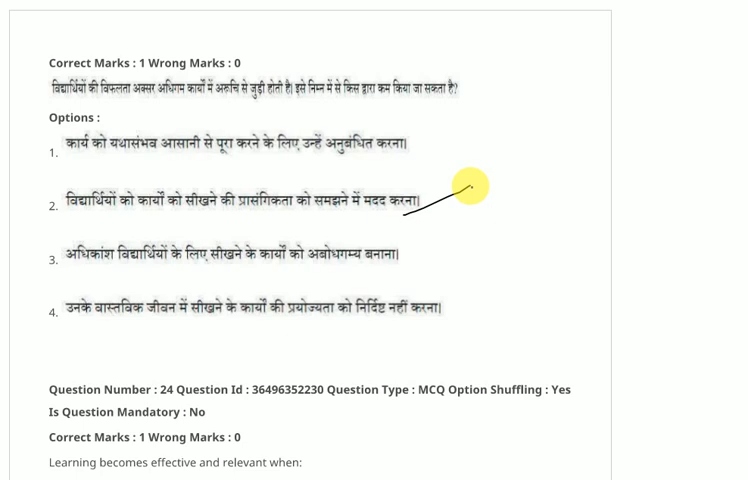 Correct Marks : 1 Wrong Marks : 0
विद्यार्थियों की विफलता अक्सर अधिगम कार्यों में अरूचि से जुड़ी होती है। इसे निम्न में से किस द्वारा कम किया जा सकता है?
Options :
1. कार्य को यथासंभव आसानी से पूरा करने के लिए उन्हें अनुबंधित करना।
2. विद्यार्थियों को कार्यों को सीखने की प्रासंगिकता को समझने में मदद करना।
3. अधिकांश विद्यार्थियों के लिए सीखने के कार्यों को अबोधगम्य बनाना।
4. उनके वास्तविक जीवन में सीखने के कार्यों की प्रयोज्यता को निर्दिष्ट नहीं करना।
Question Number : 24 Question Id : 36496352230 Question Type : MCQ Option Shuffling : Yes
Is Question Mandatory : No
Correct Marks : 1 Wrong Marks : 0
Learning becomes effective and relevant when: